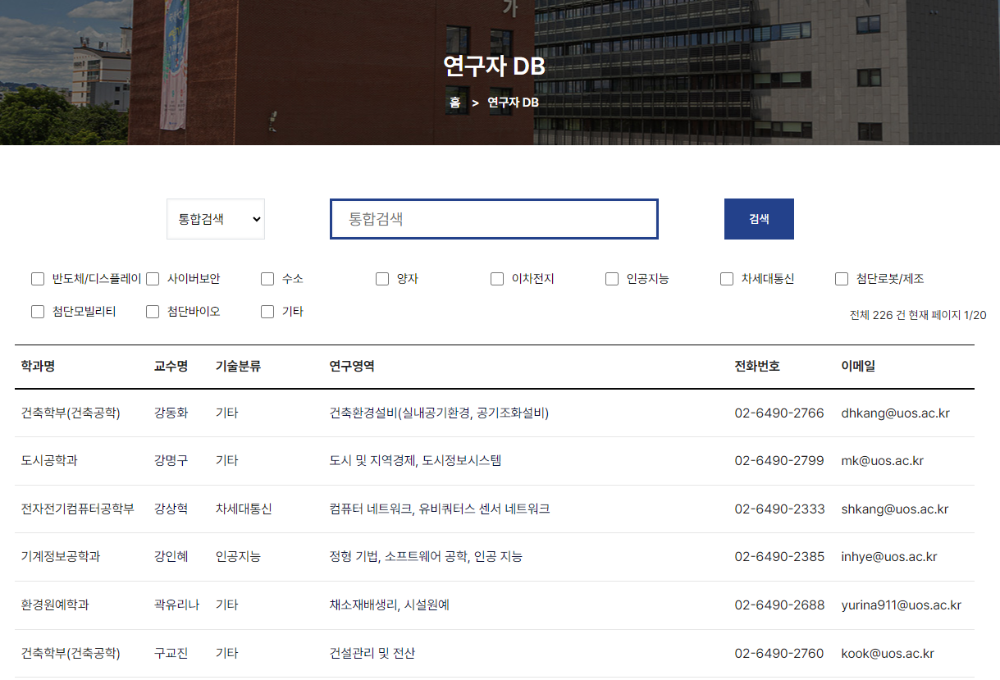 가
연구자 DB
홈 > 연구자 DB
통합검색 통합검색 검색
반도체/디스플레이 사이버보안 수소 양자 이차전지 인공지능 차세대통신 첨단로봇/제조
첨단모빌리티 첨단바이오 기타
전체 226 건 현재 페이지 1/20
학과명 교수명 기술분류 연구영역 전화번호 이메일
건축학부(건축공학) 강동화 기타 건축환경설비(실내공기환경, 공기조화설비) 02-6490-2766 dhkang@uos.ac.kr
도시공학과 강명구 기타 도시 및 지역경제, 도시정보시스템 02-6490-2799 mk@uos.ac.kr
전자전기컴퓨터공학부 강상혁 차세대통신 컴퓨터 네트워크, 유비쿼터스 센서 네트워크 02-6490-2333 shkang@uos.ac.kr
기계정보공학과 강인혜 인공지능 정형 기법, 소프트웨어 공학, 인공 지능 02-6490-2385 inhye@uos.ac.kr
환경원예학과 곽유리나 기타 채소재배생리, 시설원예 02-6490-2688 yurina911@uos.ac.kr
건축학부(건축공학) 구교진 기타 건설관리 및 전산 02-6490-2760 kook@uos.ac.kr